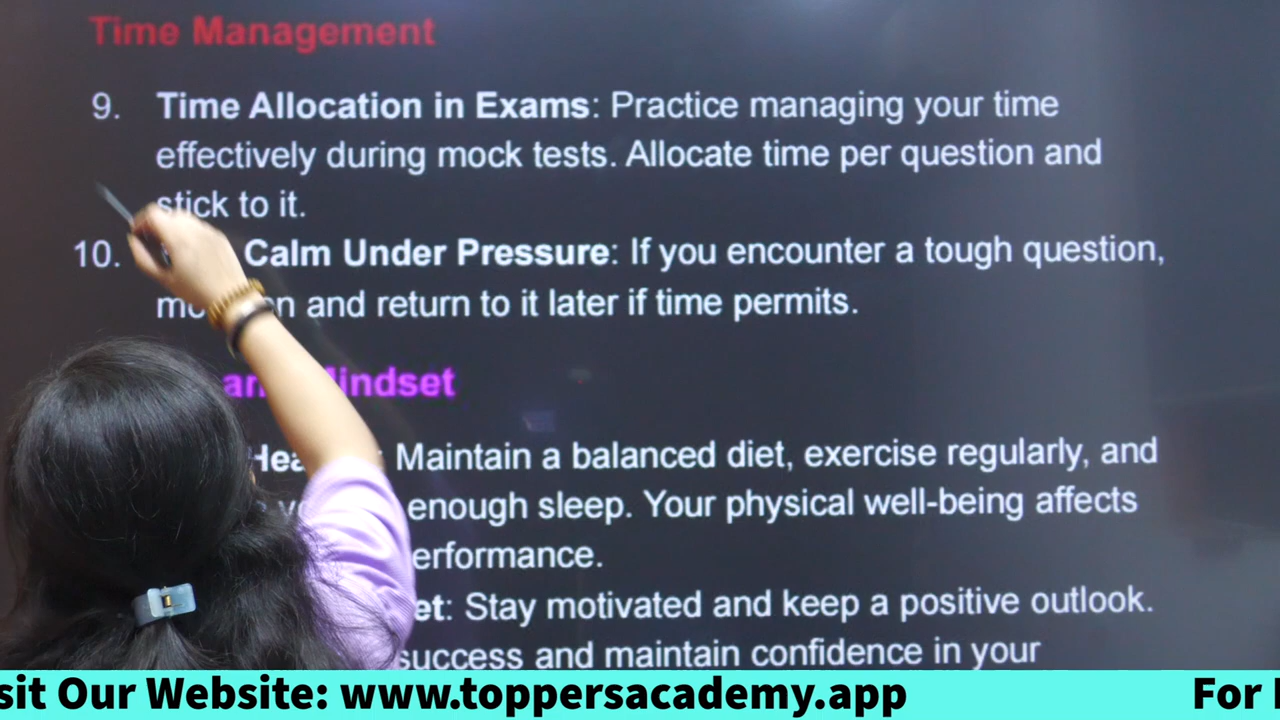 Time Management
9. Time Allocation in Exams: Practice managing your time
effectively during mock tests. Allocate time per question and
stick to it.
10. Calm Under Pressure: If you encounter a tough question,
and return to it later if time permits.
Mindset
Maintain a balanced diet, exercise regularly, and
enough sleep. Your physical well-being affects
erformance.
et: Stay motivated and keep a positive outlook.
success and maintain confidence in your
sit Our Website: www.toppersacademy.app For